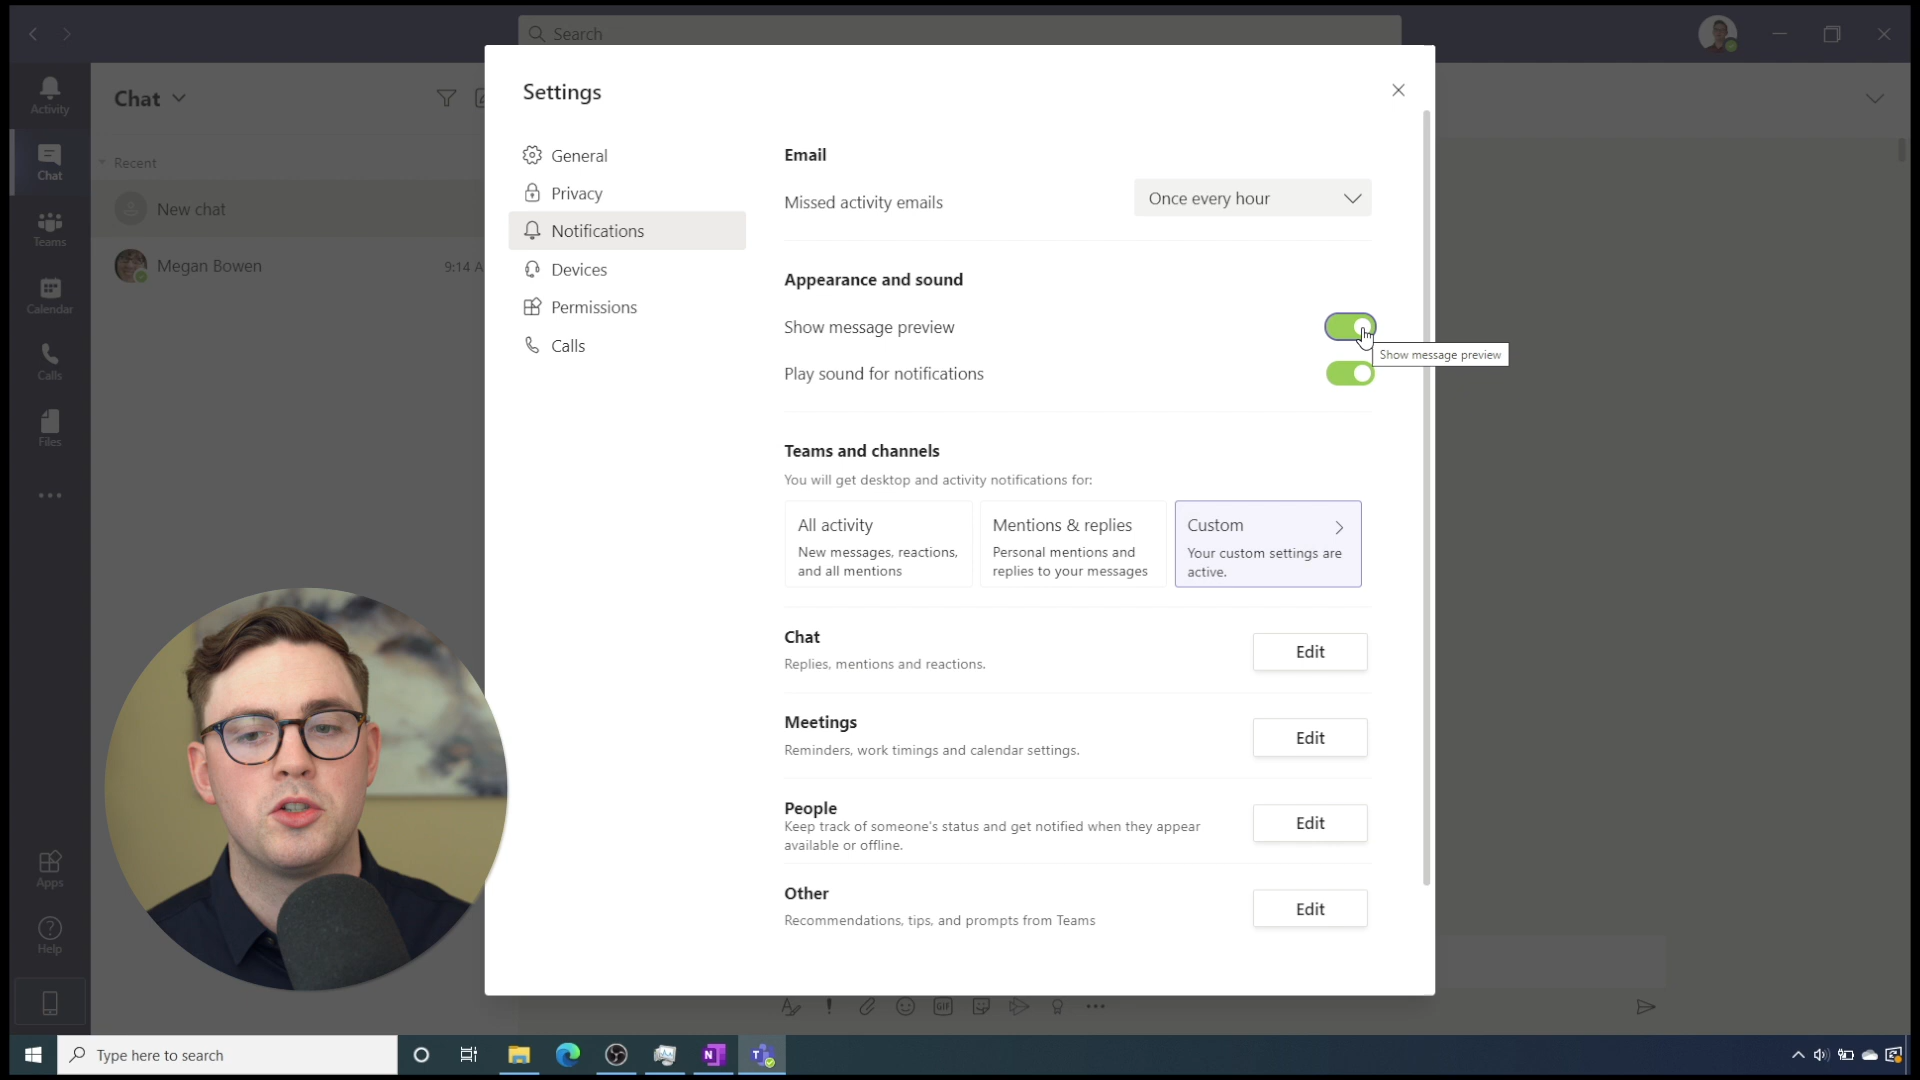 Search
Activity
Chat
Teams
Calendar
Calls
Files
Apps
Help
Chat
Recent
New chat
Megan Bowen
9:14 A
Settings
General
Privacy
Notifications
Devices
Permissions
Calls
Email
Missed activity emails
Once every hour
Appearance and sound
Show message preview
Show message preview
Play sound for notifications
Teams and channels
You will get desktop and activity notifications for:
All activity
New messages, reactions,
and all mentions
Mentions & replies
Personal mentions and
replies to your messages
Custom
Your custom settings are
active.
Chat
Replies, mentions and reactions.
Edit
Meetings
Reminders, work timings and calendar settings.
Edit
People
Keep track of someone's status and get notified when they appear
available or offline.
Edit
Other
Recommendations, tips, and prompts from Teams
Edit
GIF
Type here to search
N
T